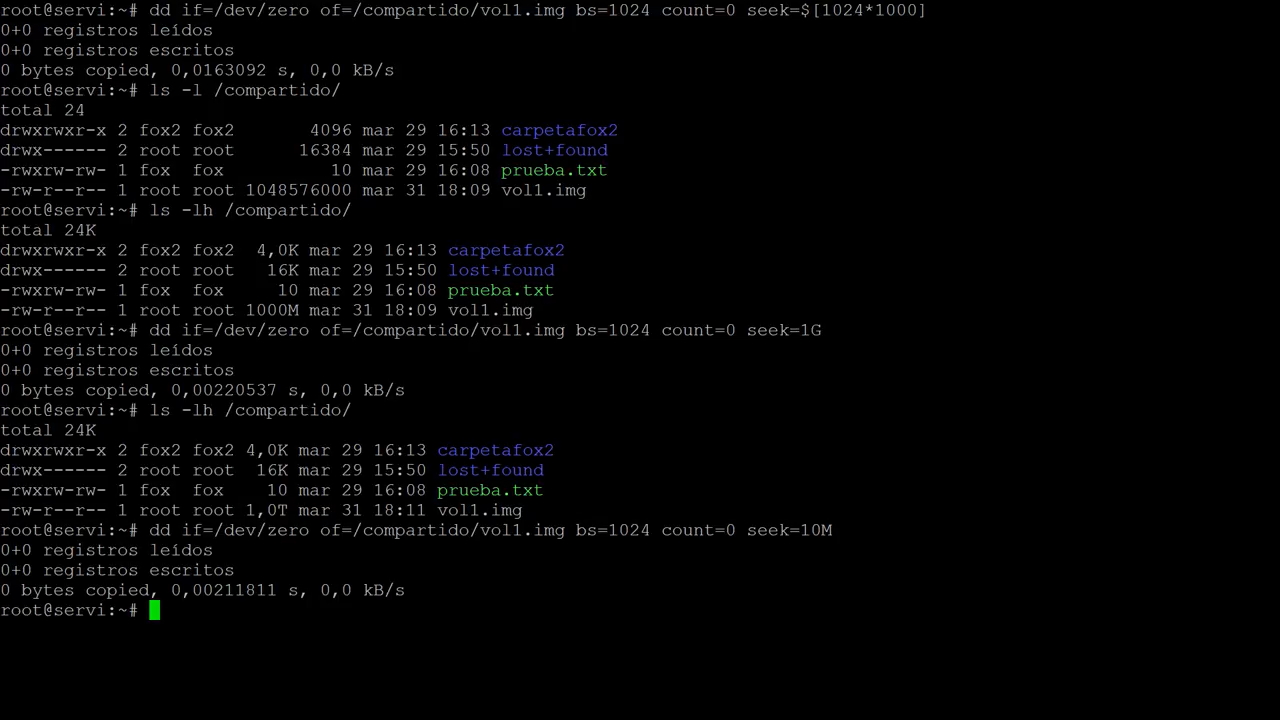 root@servi:~# dd if=/dev/zero of=/compartido/vol1.img bs=1024 count=0 seek=$[1024*1000]
0+0 registros leídos
0+0 registros escritos
0 bytes copied, 0,0163092 s, 0,0 kB/s
root@servi:~# ls -l /compartido/
total 24
drwxrwxr-x 2 fox2 fox2       4096 mar 29 16:13 carpetafox2
drwx------ 2 root root      16384 mar 29 15:50 lost+found
-rwxrw-rw- 1 fox  fox          10 mar 29 16:08 prueba.txt
-rw-r--r-- 1 root root 1048576000 mar 31 18:09 vol1.img
root@servi:~# ls -lh /compartido/
total 24K
drwxrwxr-x 2 fox2 fox2  4,0K mar 29 16:13 carpetafox2
drwx------ 2 root root   16K mar 29 15:50 lost+found
-rwxrw-rw- 1 fox  fox     10 mar 29 16:08 prueba.txt
-rw-r--r-- 1 root root 1000M mar 31 18:09 vol1.img
root@servi:~# dd if=/dev/zero of=/compartido/vol1.img bs=1024 count=0 seek=1G
0+0 registros leídos
0+0 registros escritos
0 bytes copied, 0,00220537 s, 0,0 kB/s
root@servi:~# ls -lh /compartido/
total 24K
drwxrwxr-x 2 fox2 fox2 4,0K mar 29 16:13 carpetafox2
drwx------ 2 root root  16K mar 29 15:50 lost+found
-rwxrw-rw- 1 fox  fox    10 mar 29 16:08 prueba.txt
-rw-r--r-- 1 root root 1,0T mar 31 18:11 vol1.img
root@servi:~# dd if=/dev/zero of=/compartido/vol1.img bs=1024 count=0 seek=10M
0+0 registros leídos
0+0 registros escritos
0 bytes copied, 0,00211811 s, 0,0 kB/s
root@servi:~#